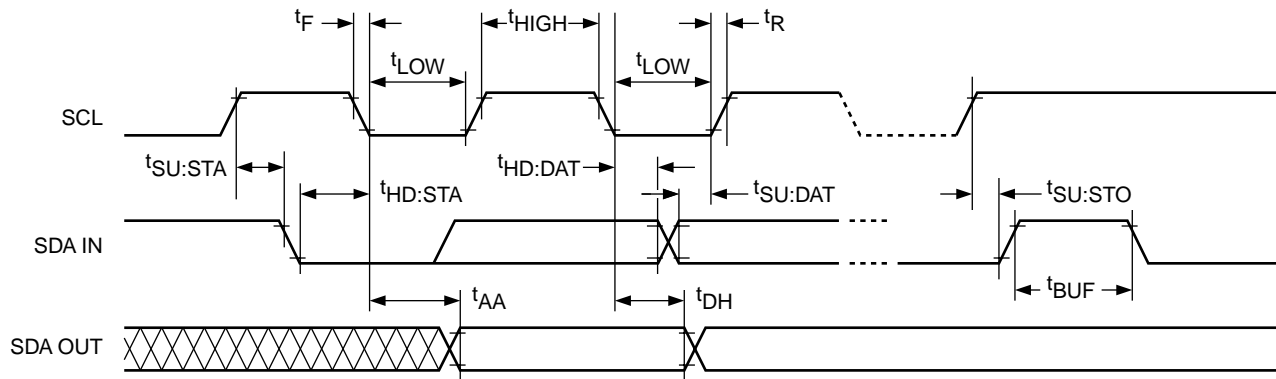 tF
tHIGH
tR
tLOW
tLOW
SCL
tSU:STA
tHD:STA
tHD:DAT
tSU:DAT
tSU:STO
SDA IN
tAA
tDH
tBUF
SDA OUT